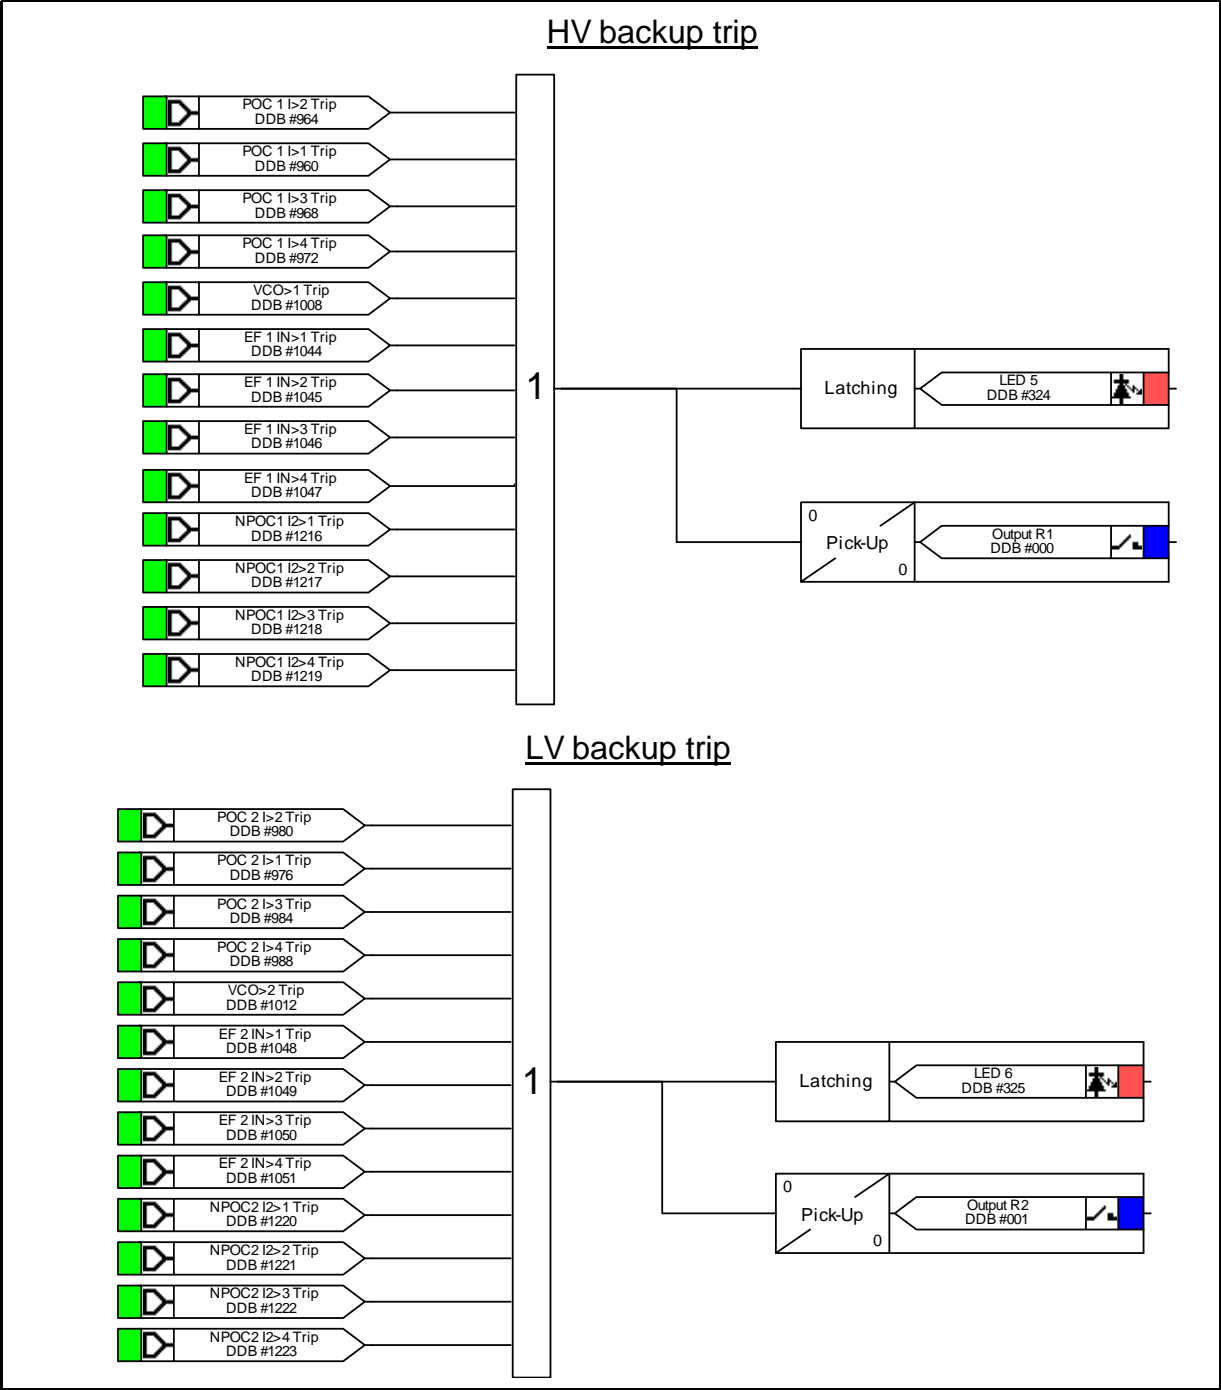 HV backup trip
POC 1 I>2 Trip
DDB #964
POC 1 I>1 Trip
DDB #960
POC 1 I>3 Trip
DDB #968
POC 1 I>4 Trip
DDB #972
VCO>1 Trip
DDB #1008
EF 1 IN>1 Trip
DDB #1044
EF 1 IN>2 Trip
DDB #1045
EF 1 IN>3 Trip
DDB #1046
EF 1 IN>4 Trip
DDB #1047
NPOC1 I2>1 Trip
DDB #1216
NPOC1 I2>2 Trip
DDB #1217
NPOC1 I2>3 Trip
DDB #1218
NPOC1 I2>4 Trip
DDB #1219
1
Latching
LED 5
DDB #324
0
Pick-Up
0
Output R1
DDB #000
LV backup trip
POC 2 I>2 Trip
DDB #980
POC 2 I>1 Trip
DDB #976
POC 2 I>3 Trip
DDB #984
POC 2 I>4 Trip
DDB #988
VCO>2 Trip
DDB #1012
EF 2 IN>1 Trip
DDB #1048
EF 2 IN>2 Trip
DDB #1049
EF 2 IN>3 Trip
DDB #1050
EF 2 IN>4 Trip
DDB #1051
NPOC2 I2>1 Trip
DDB #1220
NPOC2 I2>2 Trip
DDB #1221
NPOC2 I2>3 Trip
DDB #1222
NPOC2 I2>4 Trip
DDB #1223
1
Latching
LED 6
DDB #325
0
Pick-Up
0
Output R2
DDB #001